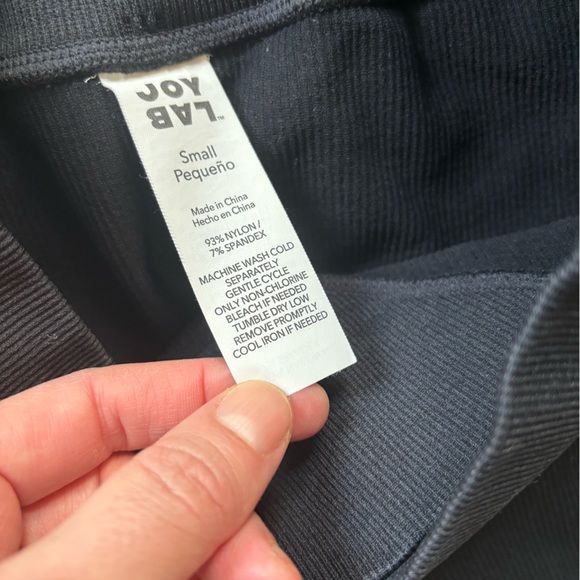 JOY
LAB™
Small
Pequeño
Made in China
Hecho en China
93% NYLON /
7% SPANDEX
MACHINE WASH COLD
SEPARATELY
GENTLE CYCLE
ONLY NON-CHLORINE
BLEACH IF NEEDED
TUMBLE DRY LOW
REMOVE PROMPTLY
COOL IRON IF NEEDED